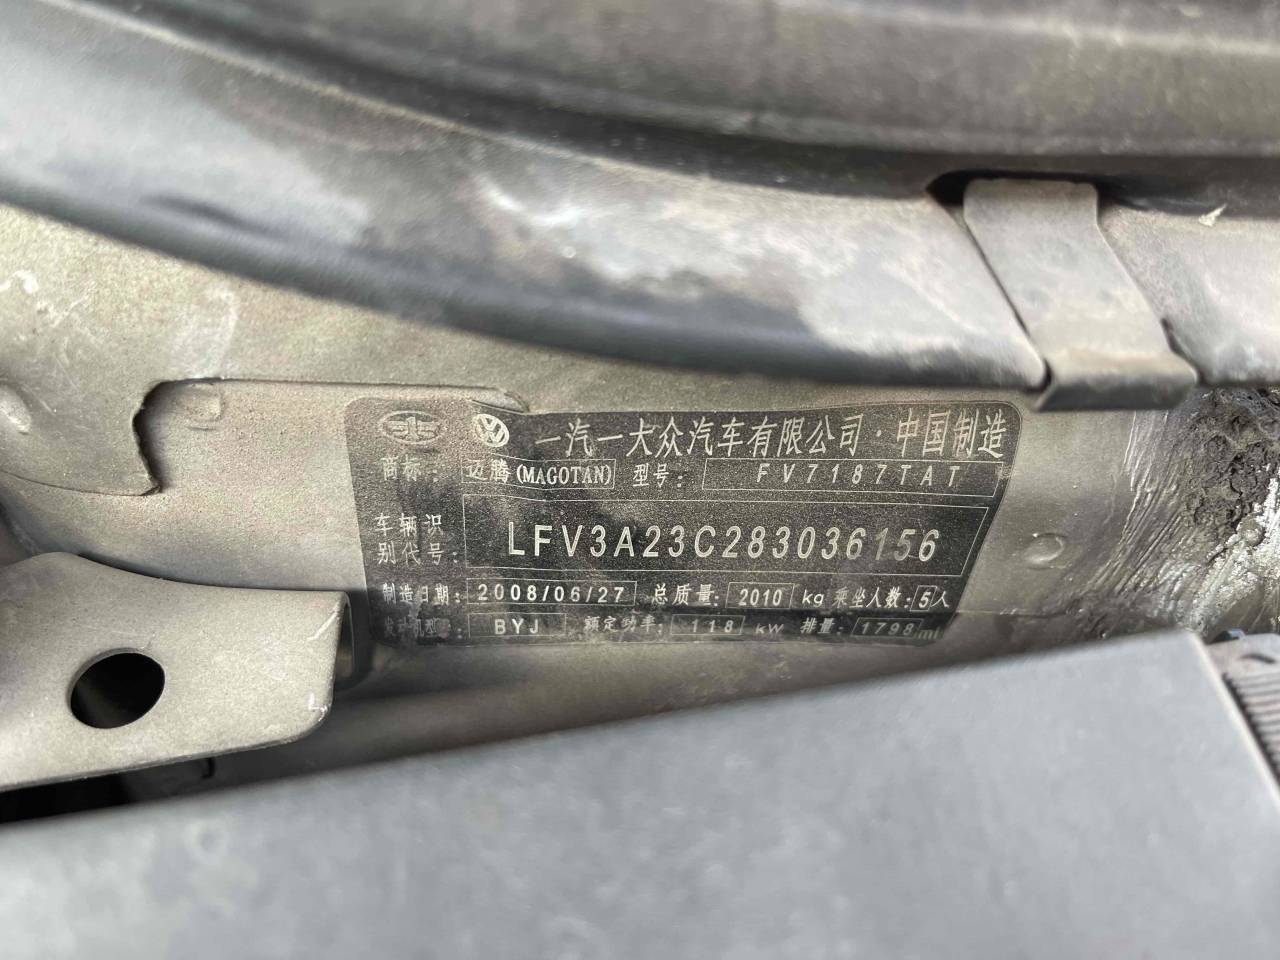 一汽一大众汽车有限公司·中国制造
商标: 迈腾(MAGOTAN) 型号: FV7187TAT
车辆识别代号: LFV3A23C283036156
制造日期: 2008/06/27 总质量: 2010 kg 乘坐人数: 5人
发动机型号: BYJ 额定功率: 118 kW 排量: 1798ml